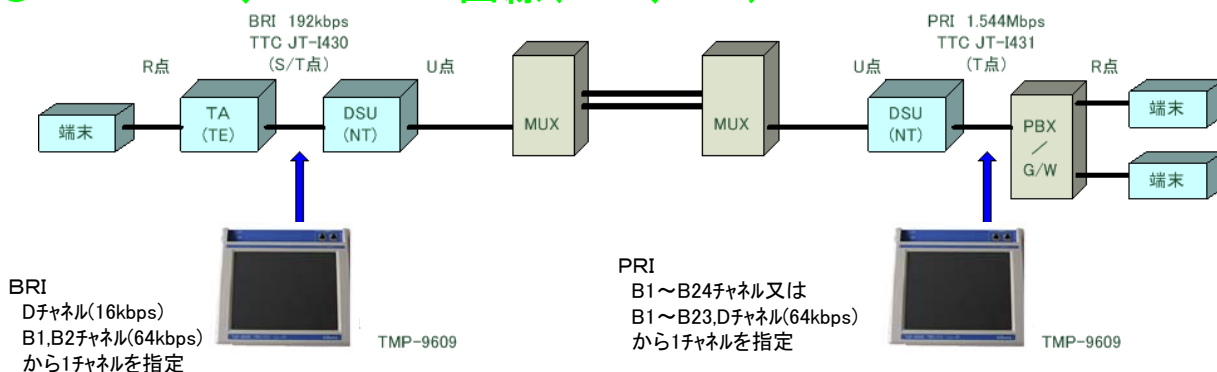 BRI 192kbps
TTC JT-I430
(S/T点)
R点
U点
端末
TA
(TE)
DSU
(NT)
MUX
MUX
PRI 1.544Mbps
TTC JT-I431
(T点)
U点
R点
DSU
(NT)
PBX
/
G/W
端末
端末
BRI
Dチャネル(16kbps)
B1,B2チャネル(64kbps)
から1チャネルを指定
TMP-9609
PRI
B1～B24チャネル又は
B1～B23,Dチャネル(64kbps)
から1チャネルを指定
TMP-9609